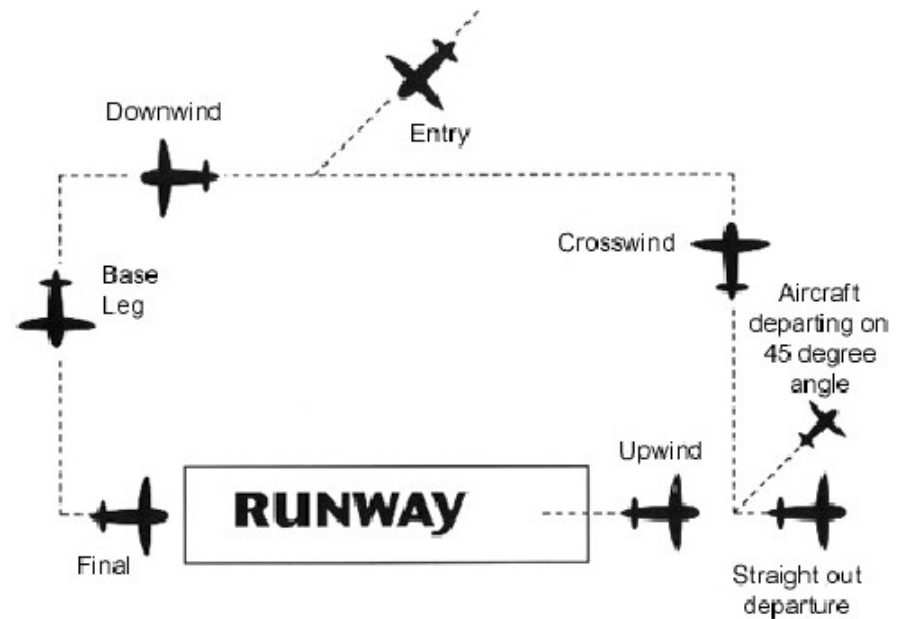 Downwind
Entry
Crosswind
Base
Leg
Aircraft
departing on
45 degree
angle
Upwind
RUNWAY
Final
Straight out
departure